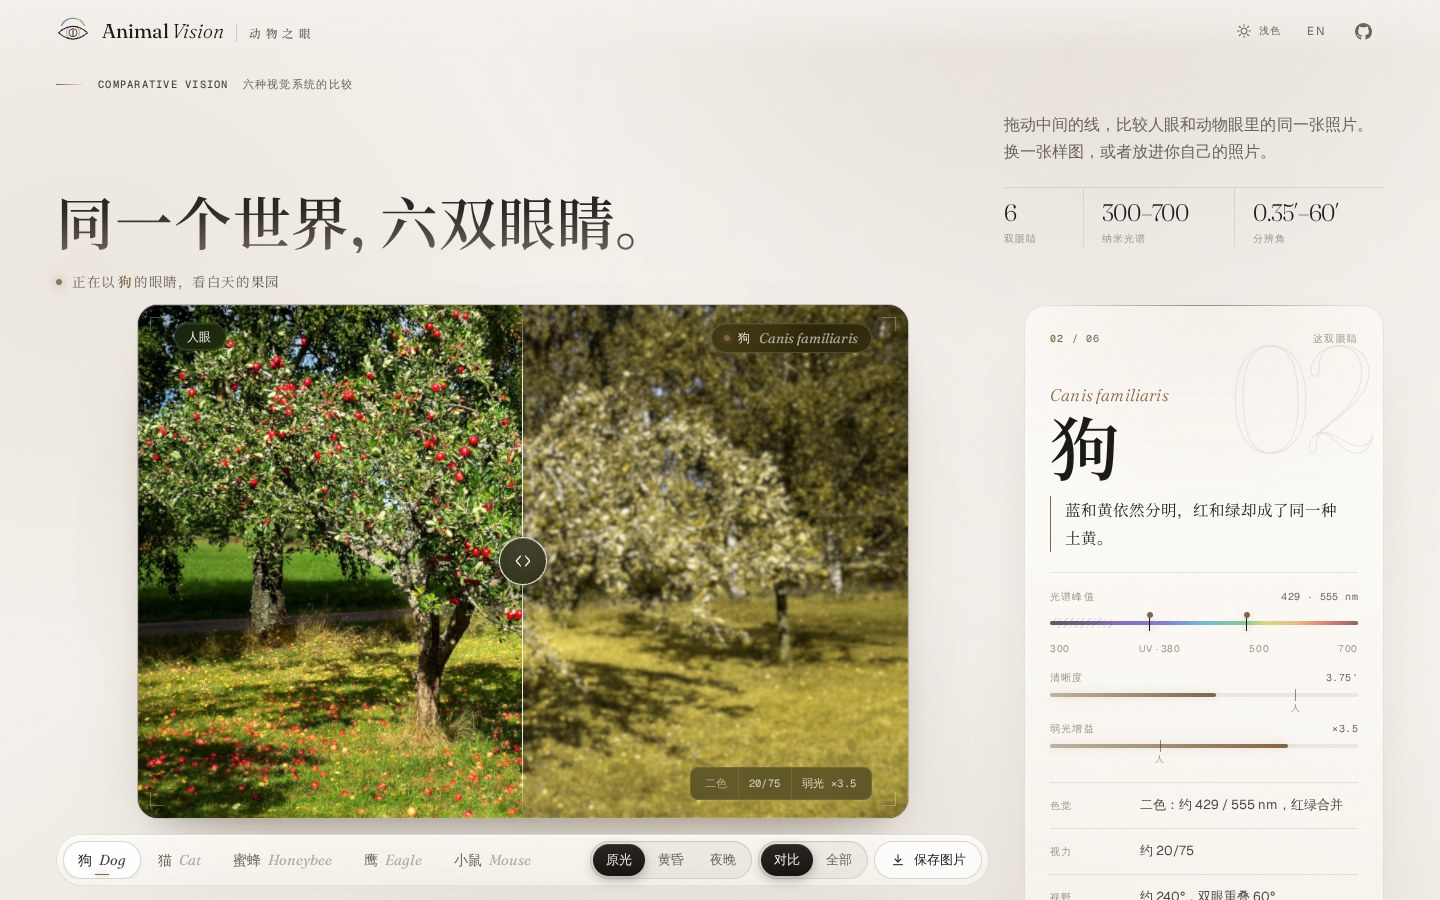 Animal Vision 动物之眼
浅色 EN
COMPARATIVE VISION 六种视觉系统的比较
拖动中间的线，比较人眼和动物眼里的同一张照片。
换一张样图，或者放进你自己的照片。
同一个世界, 六双眼睛。
6 300–700 0.35′–60′
双眼睛 纳米光谱 分辨角
正在以狗的眼睛，看白天的果园
人眼
狗 Canis familiaris
二色 20/75 弱光 ×3.5
02 / 06 这双眼睛
02
Canis familiaris
狗
蓝和黄依然分明，红和绿却成了同一种
土黄。
光谱峰值 429 · 555 nm
300 UV·380 500 700
清晰度 3.75′
人
弱光增益 ×3.5
人
色觉 二色：约 429 / 555 nm，红绿合并
视力 约 20/75
视野 约 240°，双眼重叠 60°
狗 Dog 猫 Cat 蜜蜂 Honeybee 鹰 Eagle 小鼠 Mouse
原光 黄昏 夜晚 对比 全部 保存图片